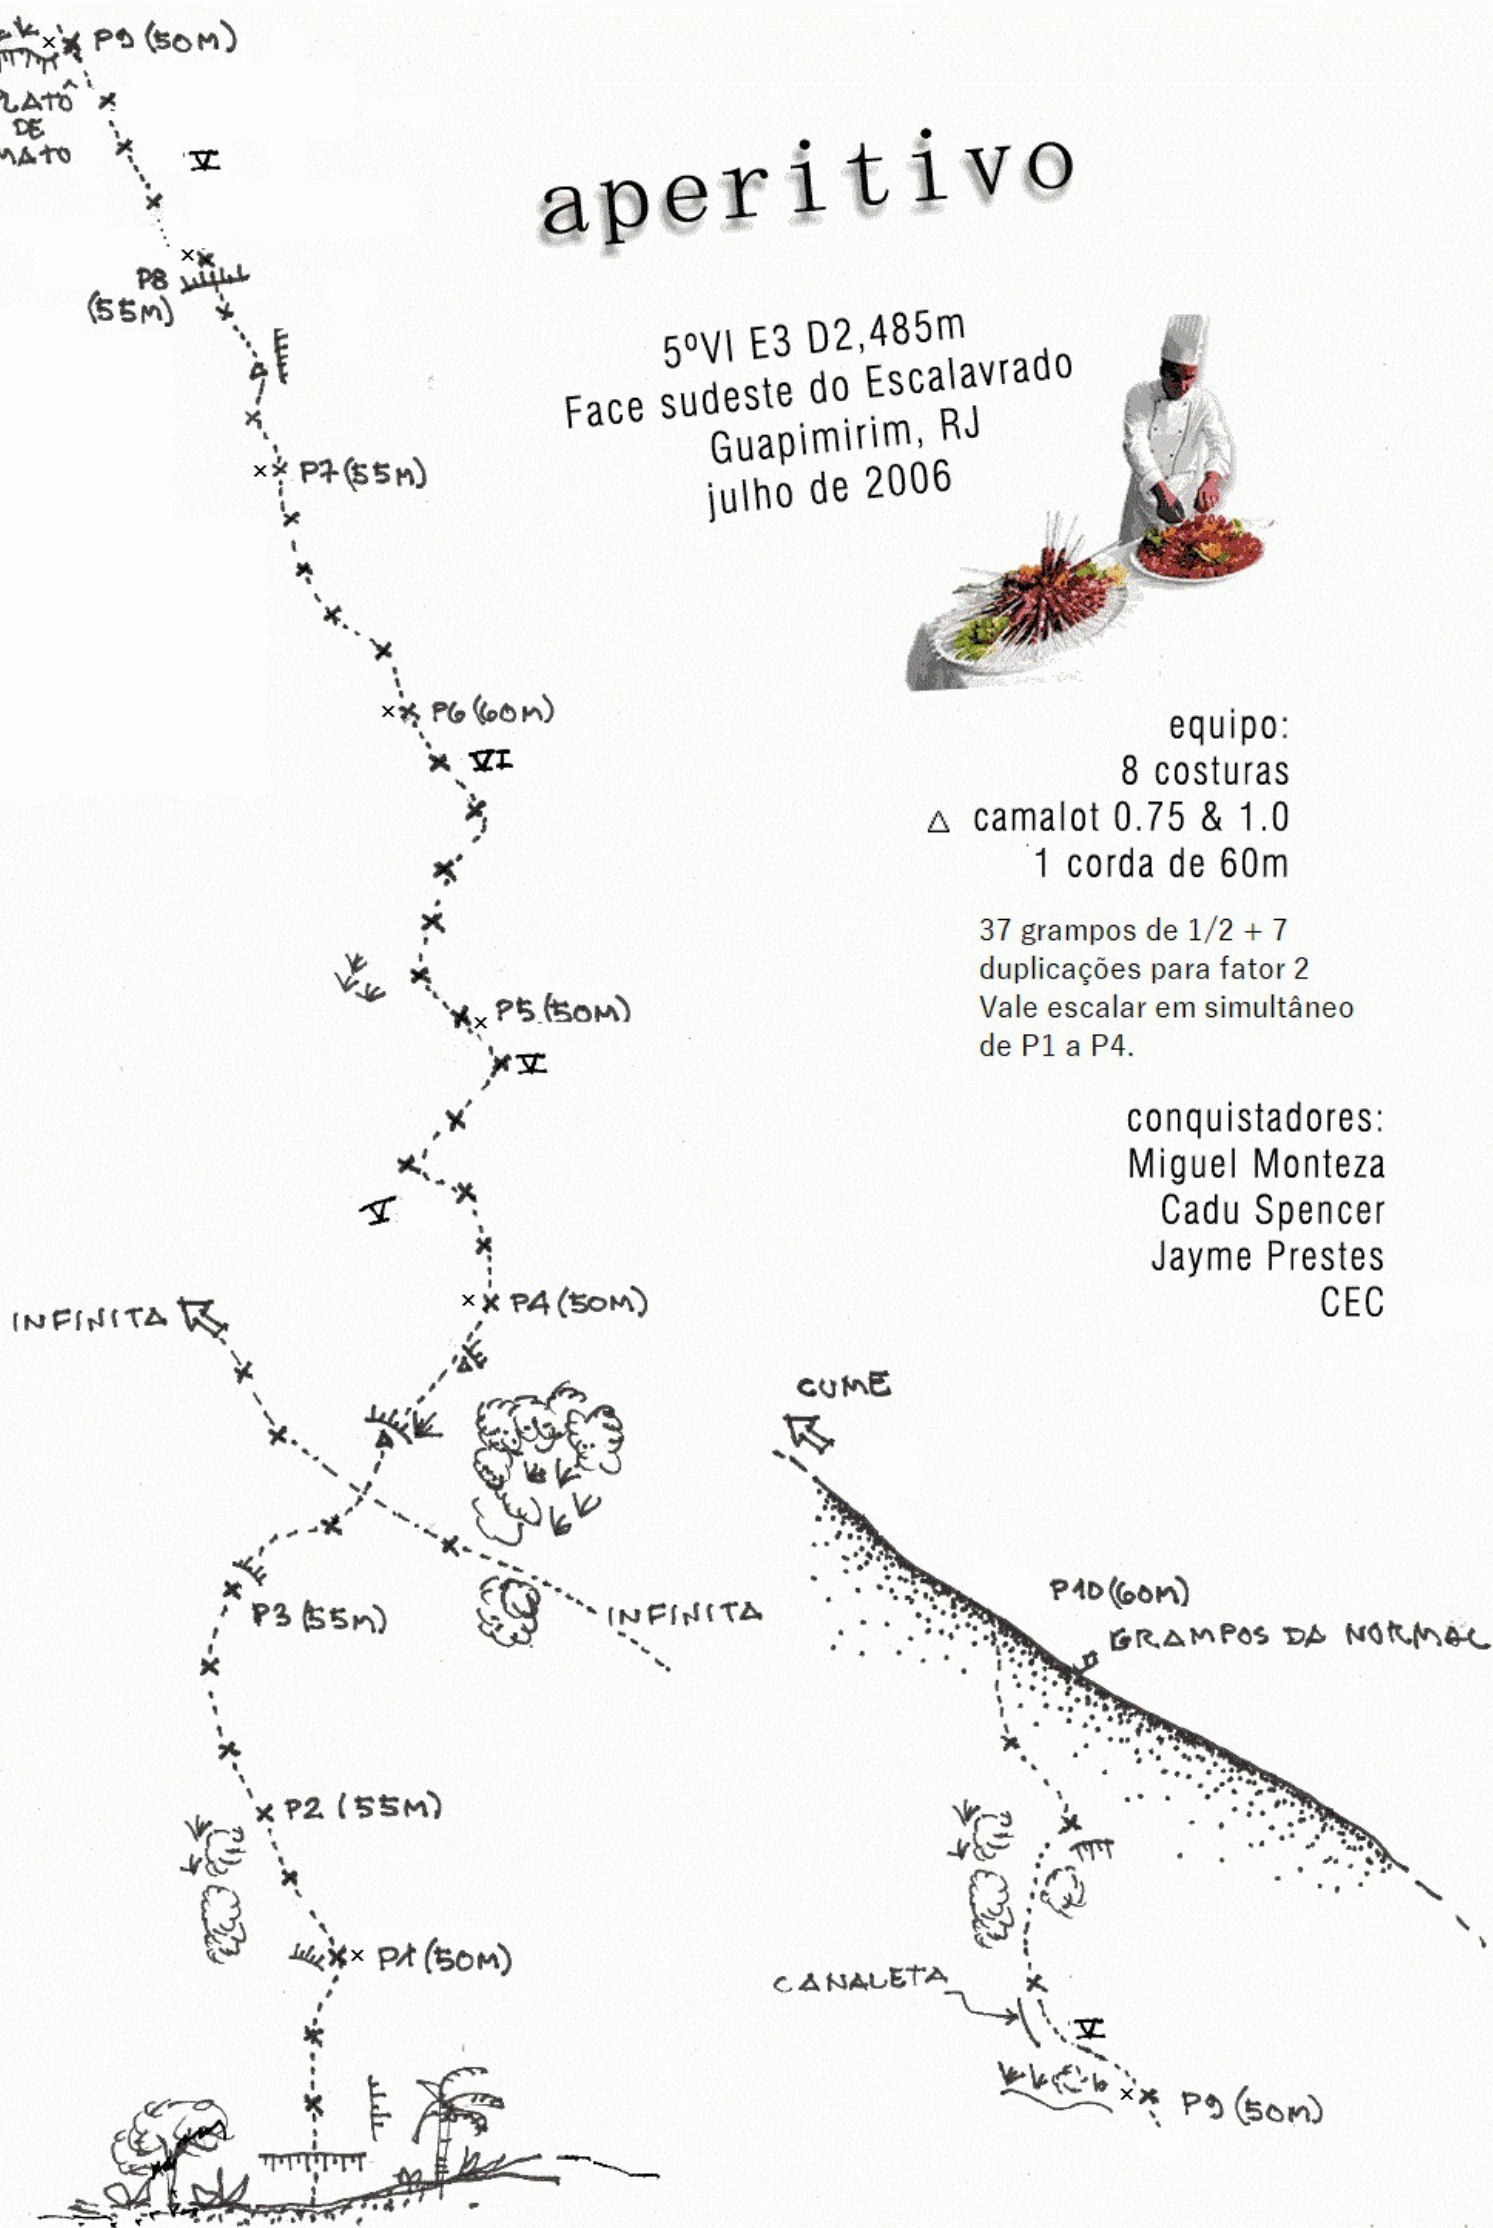 P9 (50M)
PLATÔ
DE
MATO
V
aperitivo
P8
(55M)
5ºVI E3 D2,485m
Face sudeste do Escalavrado
Guapimirim, RJ
julho de 2006
P7 (55M)
P6 (60M)
VI
equipo:
8 costuras
△ camalot 0.75 & 1.0
1 corda de 60m
37 grampos de 1/2 + 7
duplicações para fator 2
Vale escalar em simultâneo
de P1 a P4.
P5 (50M)
V
V
conquistadores:
Miguel Monteza
Cadu Spencer
Jayme Prestes
CEC
INFINITA
P4 (50M)
INFINITA
P3 (55M)
P2 (55M)
P1 (50M)
CUME
P10 (60M)
GRAMPOS DA NORMAL
CANALETA
V
P9 (50M)